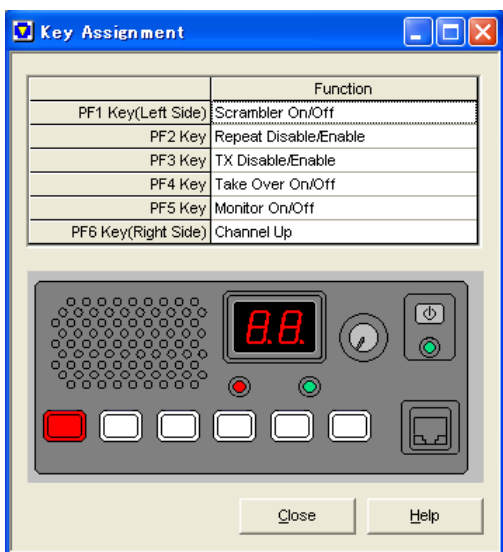 Key Assignment
Function
PF1 Key(Left Side) Scrambler On/Off
PF2 Key Repeat Disable/Enable
PF3 Key TX Disable/Enable
PF4 Key Take Over On/Off
PF5 Key Monitor On/Off
PF6 Key(Right Side) Channel Up
8.8.
Close Help